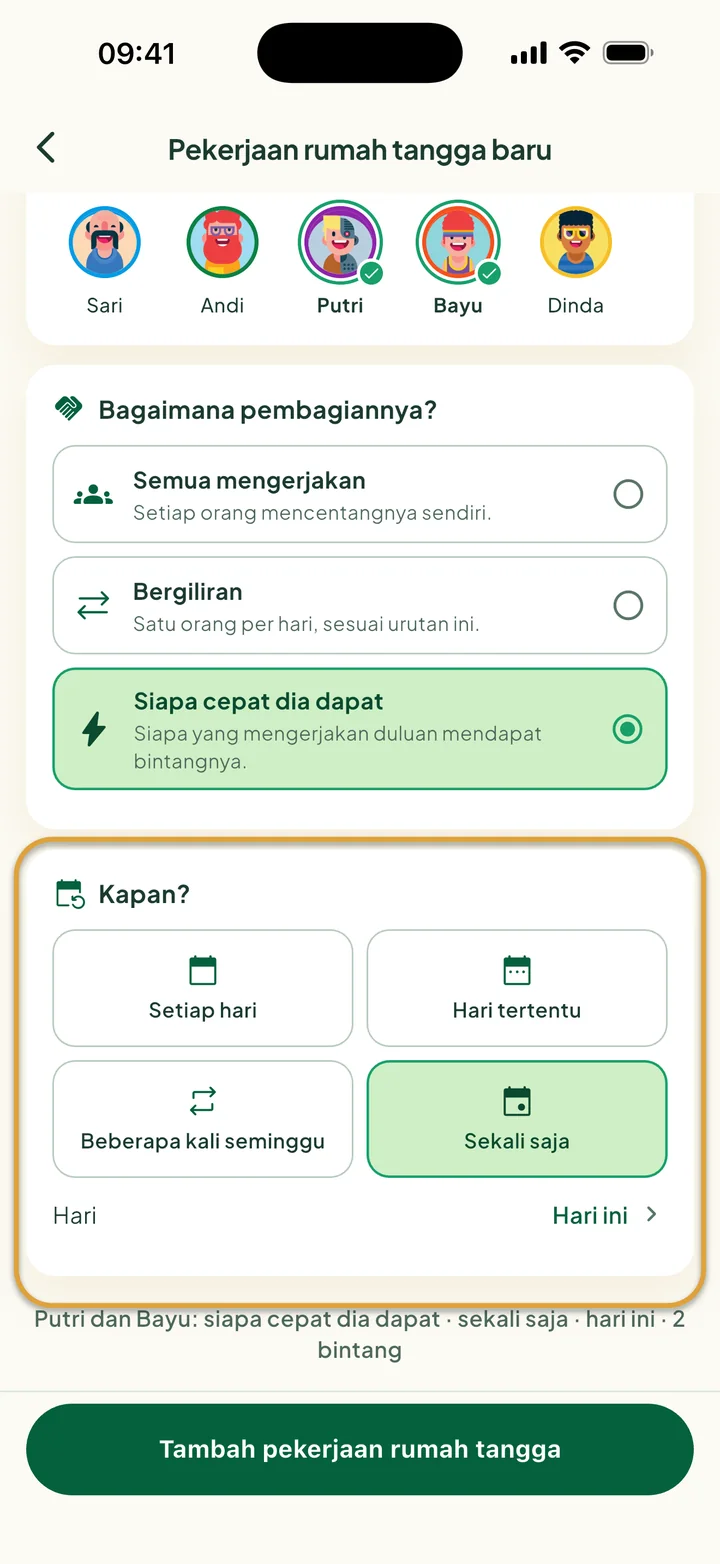 09:41
Pekerjaan rumah tangga baru
Sari
Andi
Putri
Bayu
Dinda
Bagaimana pembagiannya?
Semua mengerjakan
Setiap orang mencentangnya sendiri.
Bergiliran
Satu orang per hari, sesuai urutan ini.
Siapa cepat dia dapat
Siapa yang mengerjakan duluan mendapat
bintangnya.
Kapan?
Setiap hari
Hari tertentu
Beberapa kali seminggu
Sekali saja
Hari
Hari ini
Putri dan Bayu: siapa cepat dia dapat · sekali saja · hari ini · 2
bintang
Tambah pekerjaan rumah tangga